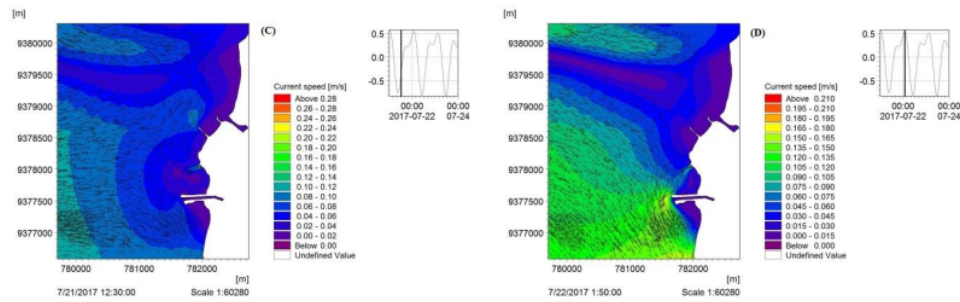 [m]
(C)
9380000
9379500
9379000
9378500
9378000
9377500
9377000
780000 781000 782000
[m]
7/21/2017 12:30:00 Scale 1:60280
Current speed [m/s]
Above 0.28
0.26 - 0.28
0.24 - 0.26
0.22 - 0.24
0.20 - 0.22
0.18 - 0.20
0.16 - 0.18
0.14 - 0.16
0.12 - 0.14
0.10 - 0.12
0.08 - 0.10
0.06 - 0.08
0.04 - 0.06
0.02 - 0.04
0.00 - 0.02
Below 0.00
Undefined Value
0.5
0.0
-0.5
00:00 00:00
2017-07-22 07-24
[m]
(D)
9380000
9379500
9379000
9378500
9378000
9377500
9377000
780000 781000 782000
[m]
7/22/2017 1:50:00 Scale 1:60280
Current speed [m/s]
Above 0.210
0.195 - 0.210
0.180 - 0.195
0.165 - 0.180
0.150 - 0.165
0.135 - 0.150
0.120 - 0.135
0.105 - 0.120
0.090 - 0.105
0.075 - 0.090
0.060 - 0.075
0.045 - 0.060
0.030 - 0.045
0.015 - 0.030
0.000 - 0.015
Below 0.000
Undefined Value
0.5
0.0
-0.5
00:00 00:00
2017-07-22 07-24